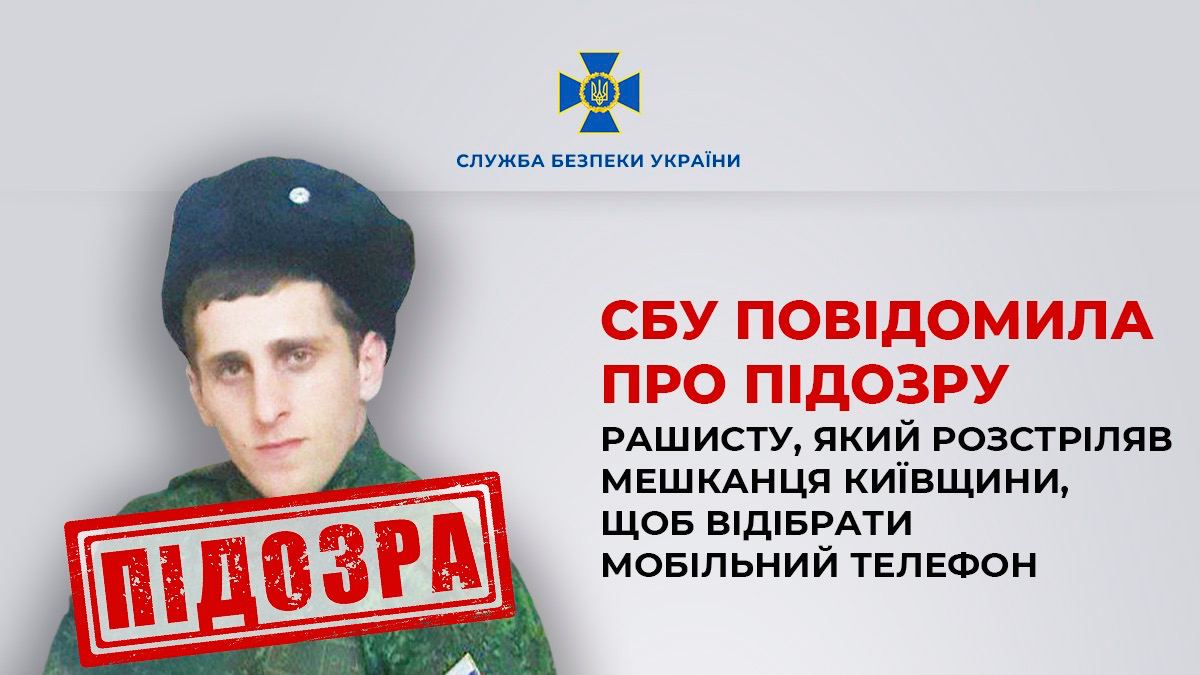 СЛУЖБА БЕЗПЕКИ УКРАЇНИ
СБУ ПОВІДОМИЛА
ПРО ПІДОЗРУ
РАШИСТУ, ЯКИЙ РОЗСТРІЛЯВ
МЕШКАНЦЯ КИЇВЩИНИ,
ЩОБ ВІДІБРАТИ
МОБІЛЬНИЙ ТЕЛЕФОН
ПІДОЗРА